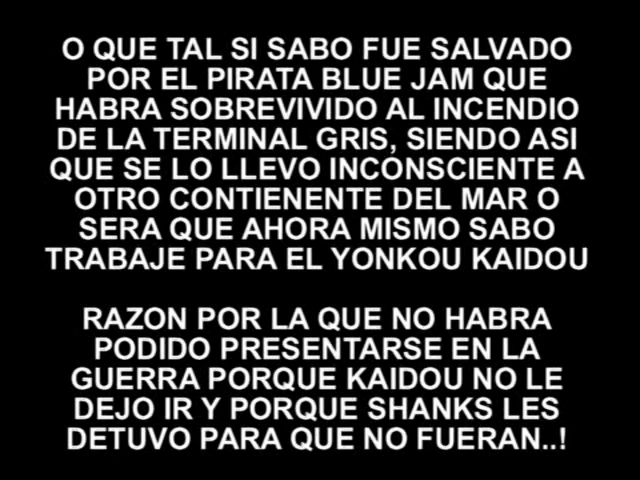 O QUE TAL SI SABO FUE SALVADO
POR EL PIRATA BLUE JAM QUE
HABRA SOBREVIVIDO AL INCENDIO
DE LA TERMINAL GRIS, SIENDO ASI
QUE SE LO LLEVO INCONSCIENTE A
OTRO CONTIENENTE DEL MAR O
SERA QUE AHORA MISMO SABO
TRABAJE PARA EL YONKOU KAIDOU
RAZON POR LA QUE NO HABRA
PODIDO PRESENTARSE EN LA
GUERRA PORQUE KAIDOU NO LE
DEJO IR Y PORQUE SHANKS LES
DETUVO PARA QUE NO FUERAN..!